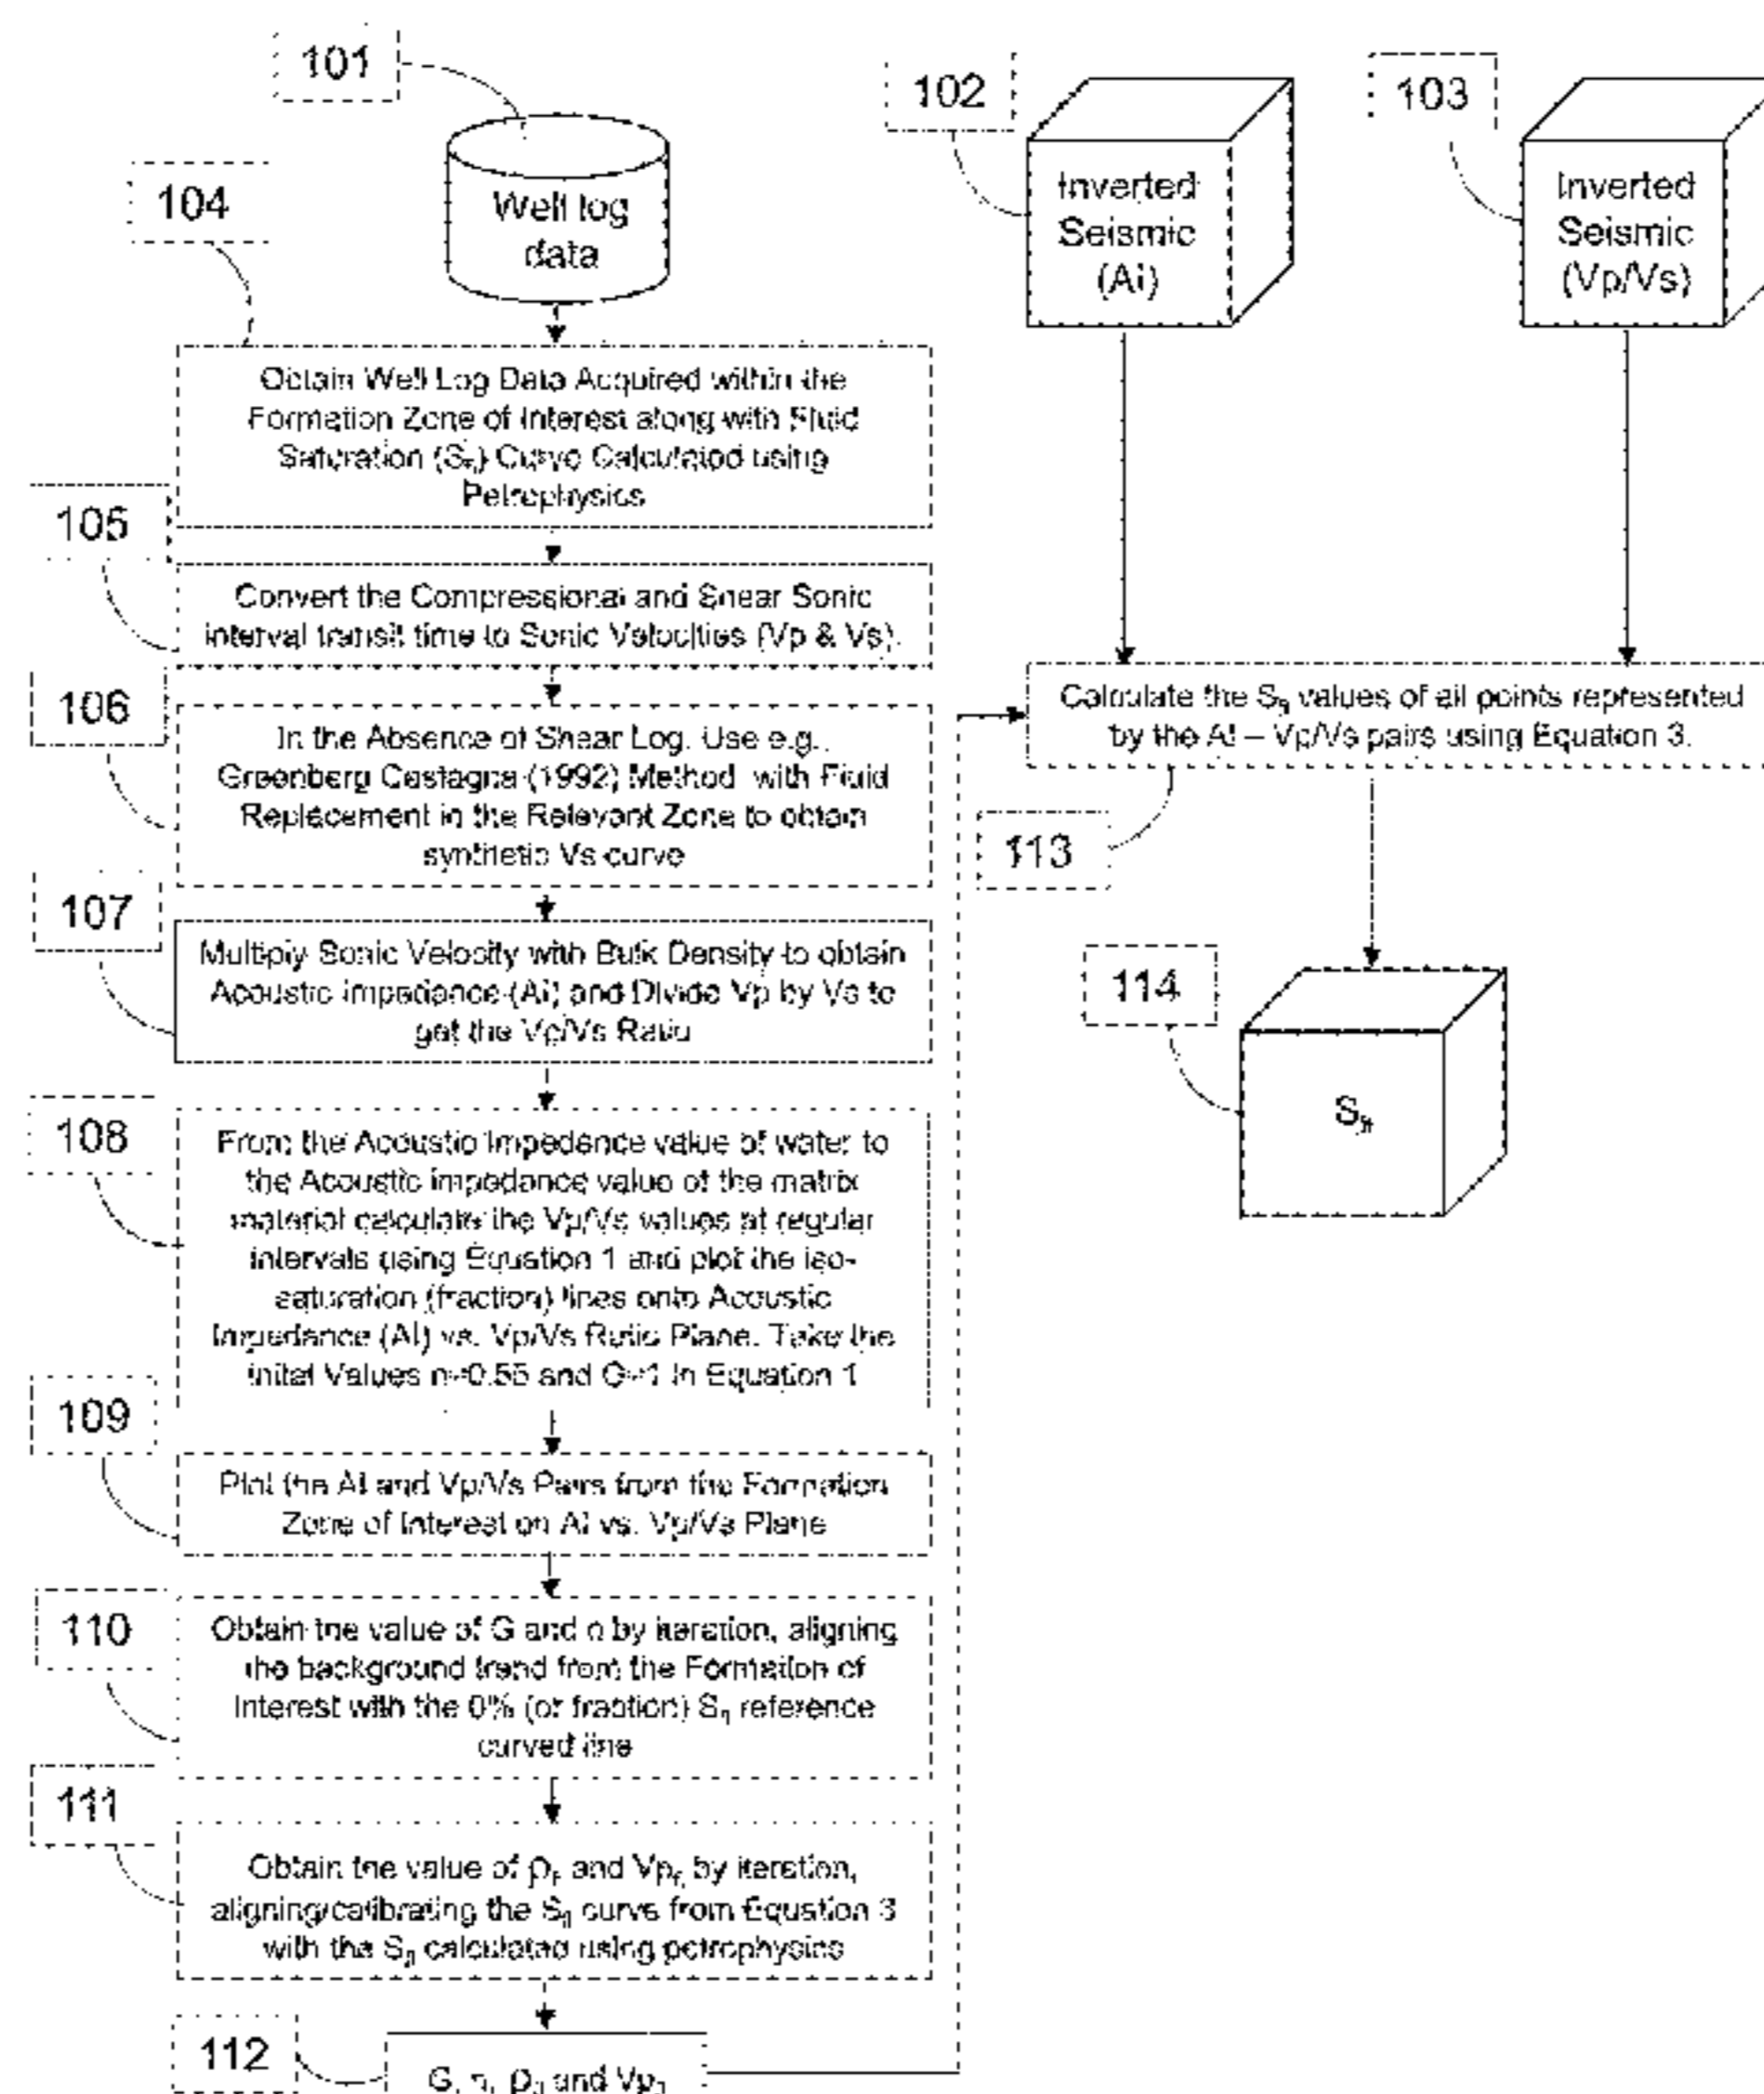 101
Well log
data
102
Inverted
Seismic
(Ai)
103
Inverted
Seismic
(Vp/Vs)
104
Obtain Well Log Data Acquired within the
Formation Zone of Interest along with Fluid
Saturation (Sfl) Curve Calculated using
Petrophysics
105
Convert the Compressional and Shear Sonic
interval transit time to Sonic Velocities (Vp & Vs).
106
In the Absence of Shear Log. Use e.g.
Greenberg Castagna (1992) Method with Fluid
Replacement in the Relevant Zone to obtain
synthetic Vs curve
107
Multiply Sonic Velocity with Bulk Density to obtain
Acoustic Impedance (Ai) and Divide Vp by Vs to
get the Vp/Vs Ratio
108
From the Acoustic Impedance value of water to
the Acoustic impedance value of the matrix
material calculate the Vp/Vs values at regular
intervals using Equation 1 and plot the iso-
saturation (fraction) lines onto Acoustic
Impedance (AI) vs. Vp/Vs Ratio Plane. Take the
inital Values n=0.55 and G=1 in Equation 1
109
Plot the AI and Vp/Vs Pairs from the Formation
Zone of Interest on AI vs. Vp/Vs Plane
110
Obtain the value of G and n by iteration, aligning
the background trend from the Formation of
Interest with the 0% (or fraction) Sfl reference
curved line
111
Obtain the value of ρfl and Vpfl by iteration,
aligning/calibrating the Sfl curve from Equation 3
with the Sfl calculated using petrophysics
112
G, n, ρfl and Vpfl
Calculate the Sfl values of all points represented
by the AI – Vp/Vs pairs using Equation 3.
113
114
Sfl